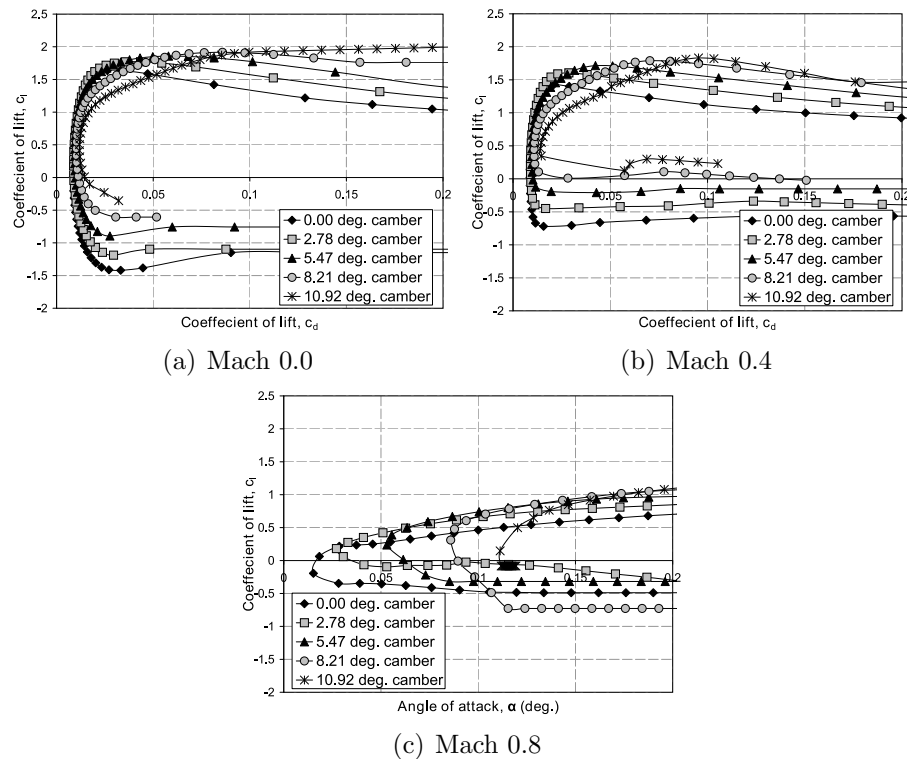 2.5
2
1.5
1
0.5
0
-0.5
-1
-1.5
-2
0 0.05 0.1 0.15 0.2
Coeffecient of lift, cl
Coeffecient of lift, cd
0.00 deg. camber
2.78 deg. camber
5.47 deg. camber
8.21 deg. camber
10.92 deg. camber
(a) Mach 0.0
2.5
2
1.5
1
0.5
0
-0.5
-1
-1.5
-2
0 0.05 0.1 0.15 0.2
Coeffecient of lift, cl
Coeffecient of lift, cd
0.00 deg. camber
2.78 deg. camber
5.47 deg. camber
8.21 deg. camber
10.92 deg. camber
(b) Mach 0.4
2.5
2
1.5
1
0.5
0
-0.5
-1
-1.5
-2
0 0.05 0.1 0.15 0.2
Coeffecient of lift, cl
Angle of attack, α (deg.)
0.00 deg. camber
2.78 deg. camber
5.47 deg. camber
8.21 deg. camber
10.92 deg. camber
(c) Mach 0.8